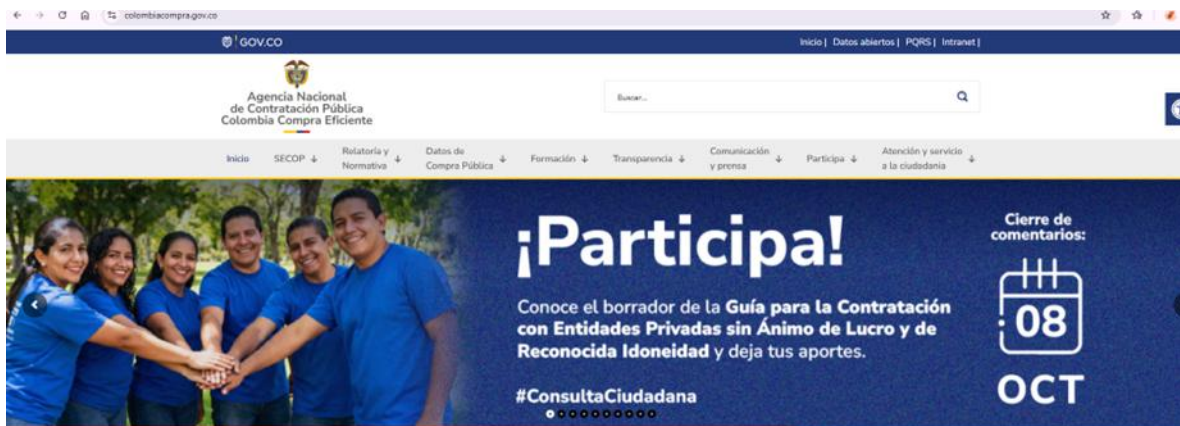 colombiacompra.gov.co
GOV.CO
Inicio | Datos abiertos | PQRS | Intranet |
Agencia Nacional
de Contratación Pública
Colombia Compra Eficiente
Buscar...
Inicio
SECOP
Relatoría y
Normativa
Datos de
Compra Pública
Formación
Transparencia
Comunicación
y prensa
Participa
Atención y servicio
a la ciudadania
¡Participa!
Conoce el borrador de la Guía para la Contratación
con Entidades Privadas sin Ánimo de Lucro y de
Reconocida Idoneidad y deja tus aportes.
#ConsultaCiudadana
Cierre de
comentarios:
08
OCT